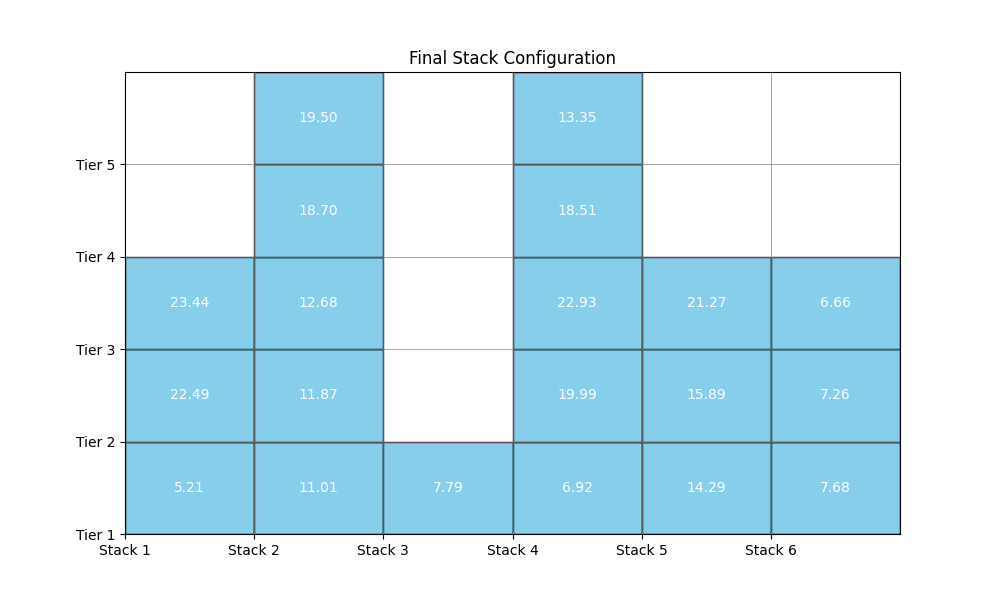 Final Stack Configuration
19.50 13.35
Tier 5
18.70 18.51
Tier 4
23.44 12.68 22.93 21.27 6.66
Tier 3
22.49 11.87 19.99 15.89 7.26
Tier 2
5.21 11.01 7.79 6.92 14.29 7.68
Tier 1
Stack 1 Stack 2 Stack 3 Stack 4 Stack 5 Stack 6